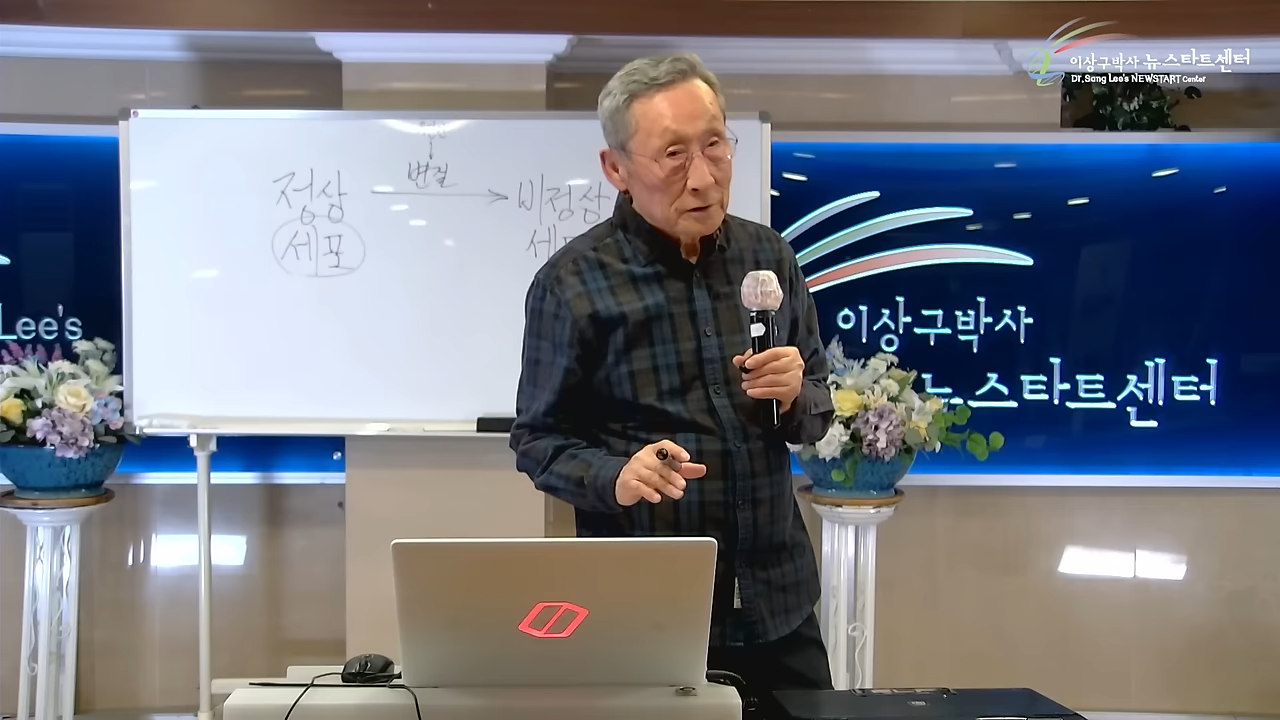 이상구박사 뉴스타트센터
Dr. Sang Lee's NEWSTART Center
변질
정상
비정상
세포
Lee's
이상구박사
뉴스타트센터